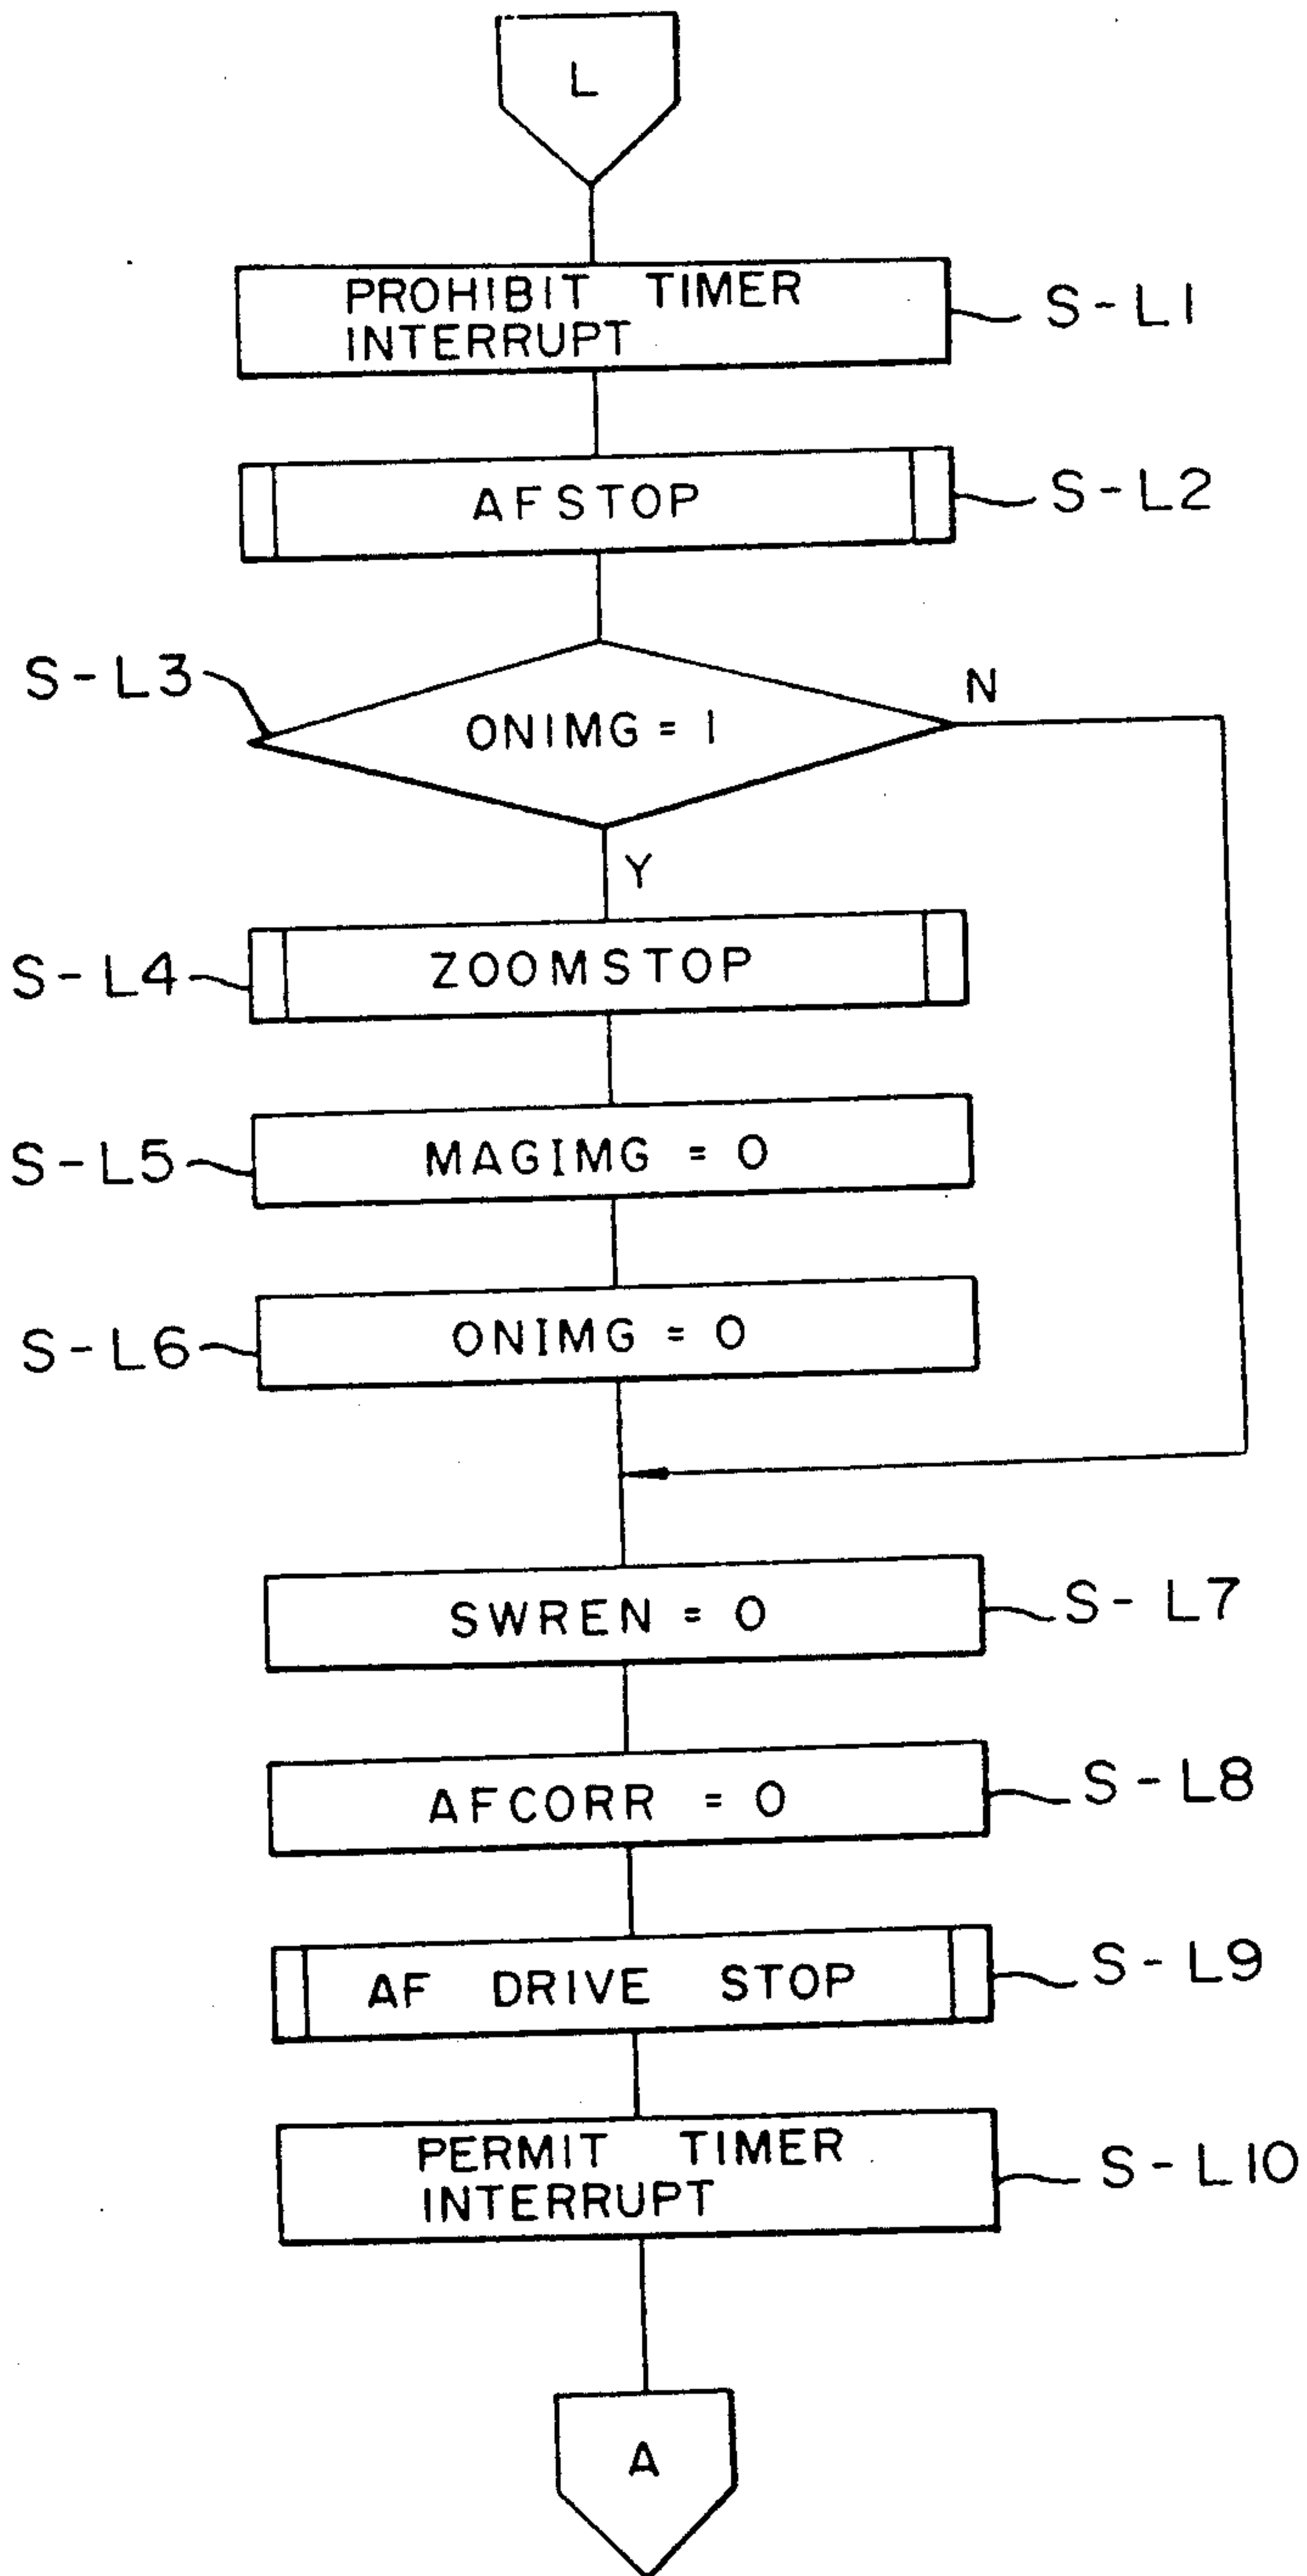 L
PROHIBIT TIMER
INTERRUPT
S-L1
AFSTOP
S-L2
S-L3
ONIMG = 1
N
Y
S-L4
ZOOMSTOP
S-L5
MAGIMG = 0
S-L6
ONIMG = 0
SWREN = 0
S-L7
AFCORR = 0
S-L8
AF DRIVE STOP
S-L9
PERMIT TIMER
INTERRUPT
S-L10
A